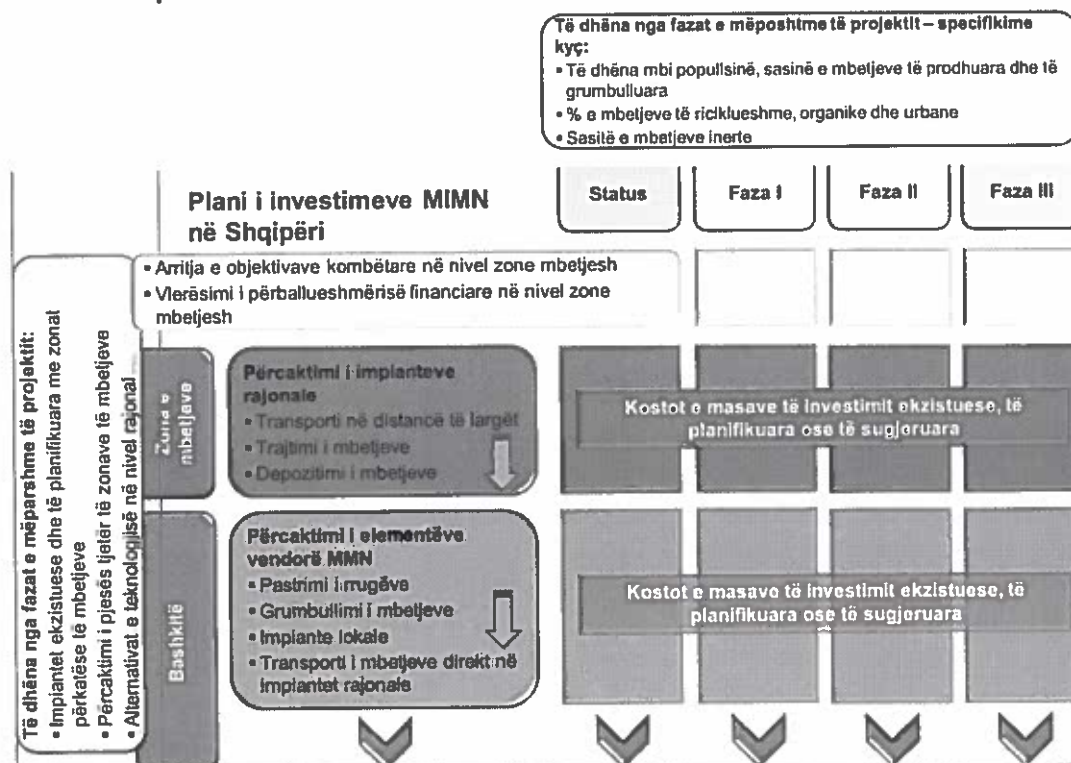 Të dhëna nga fazat e mëposhtme të projektit – specifikime
kyç:
▪ Të dhëna mbi popullsinë, sasinë e mbetjeve të prodhuara dhe të
grumbulluara
▪ % e mbetjeve të riciklueshme, organike dhe urbane
▪ Sasitë e mbetjeve inerte
Plani i investimeve MIMN
në Shqipëri
Status
Faza I
Faza II
Faza III
▪ Arritja e objektivave kombëtare në nivel zone mbetjesh
▪ Vlerësimi i përballueshmërisë financiare në nivel zone
mbetjesh
Të dhëna nga fazat e mëparshme të projektit:
▪ Impiantet ekzistuese dhe të planifikuara me zonat
përkatëse të mbetjeve
▪ Përcaktimi i pjesës tjetër të zonave të mbetjeve
▪ Alternativat e teknologjisë në nivel rajonal
Zona e
mbetjeve
Përcaktimi i implanteve
rajonale
▪ Transporti në distancë të largët
▪ Trajtimi i mbetjeve
▪ Depozitimi i mbetjeve
Kostot e masave të investimit ekzistuese, të
planifikuara ose të sugjeruara
Bashkitë
Përcaktimi i elementëve
vendorë MMN
▪ Pastrimi i rrugëve
▪ Grumbullimi i mbetjeve
▪ Impiante lokale
▪ Transporti i mbetjeve direkt në
impiantet rajonale
Kostot e masave të investimit ekzistuese, të
planifikuara ose të sugjeruara